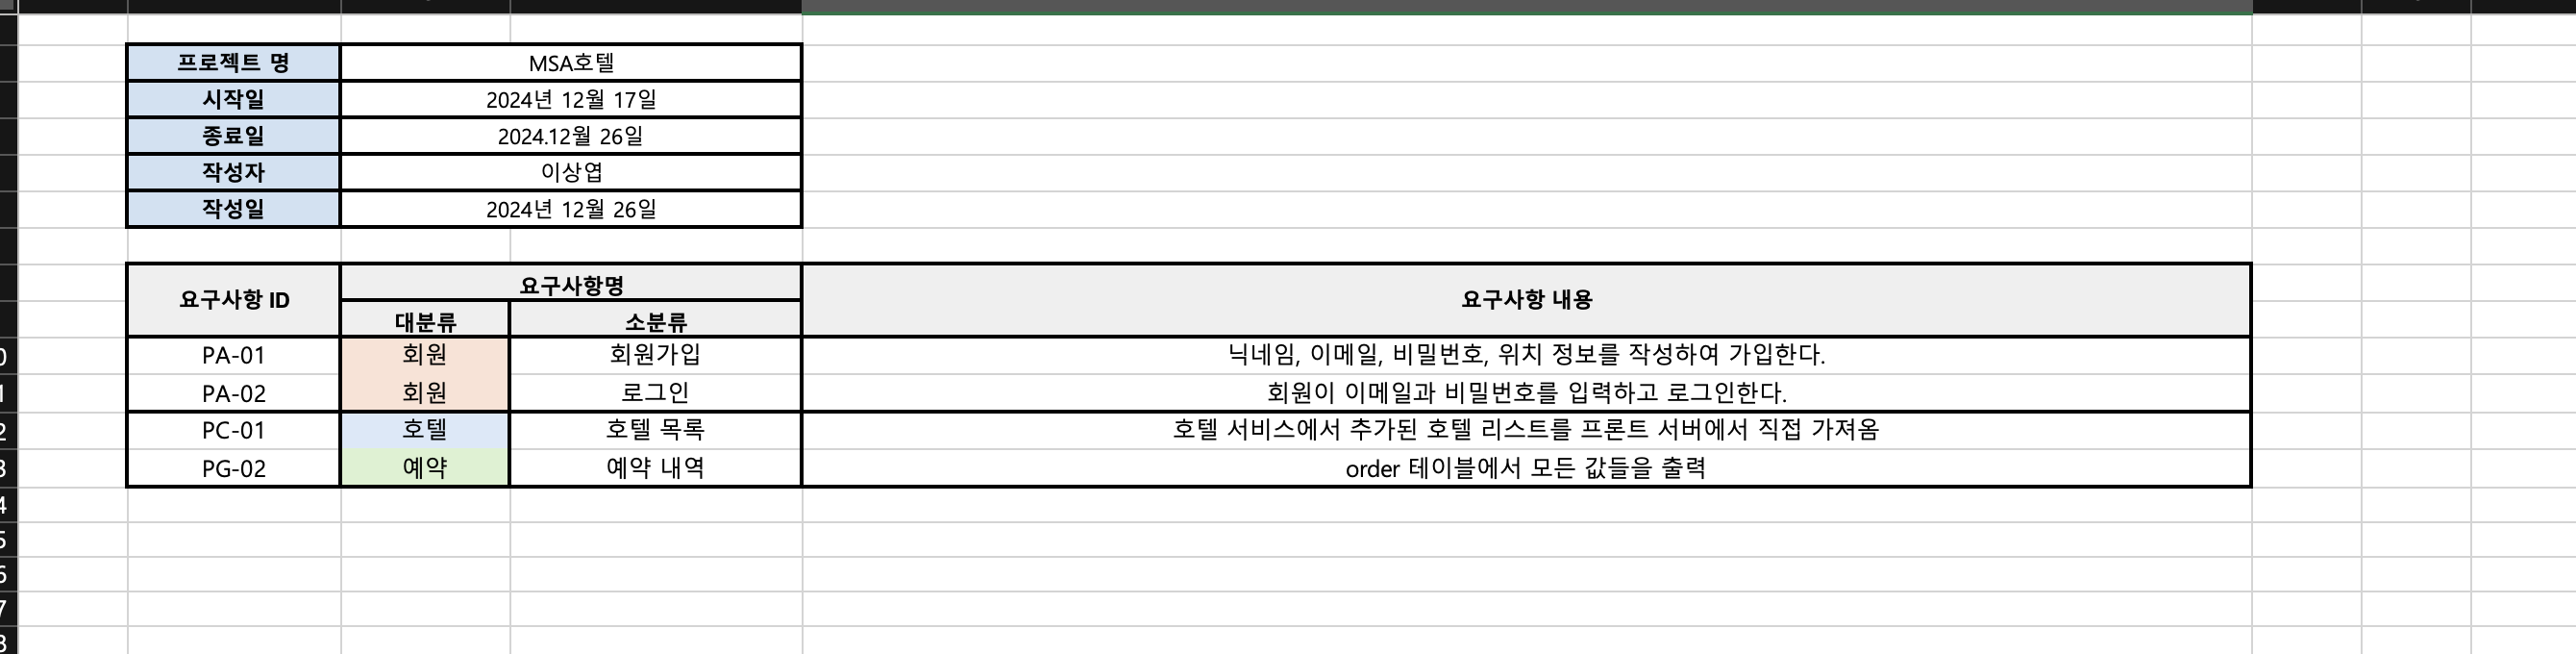 프로젝트 명 MSA호텔
시작일 2024년 12월 17일
종료일 2024.12월 26일
작성자 이상엽
작성일 2024년 12월 26일
요구사항 ID 요구사항명 요구사항 내용
대분류 소분류
PA-01 회원 회원가입 닉네임, 이메일, 비밀번호, 위치 정보를 작성하여 가입한다.
PA-02 회원 로그인 회원이 이메일과 비밀번호를 입력하고 로그인한다.
PC-01 호텔 호텔 목록 호텔 서비스에서 추가된 호텔 리스트를 프론트 서버에서 직접 가져옴
PG-02 예약 예약 내역 order 테이블에서 모든 값들을 출력